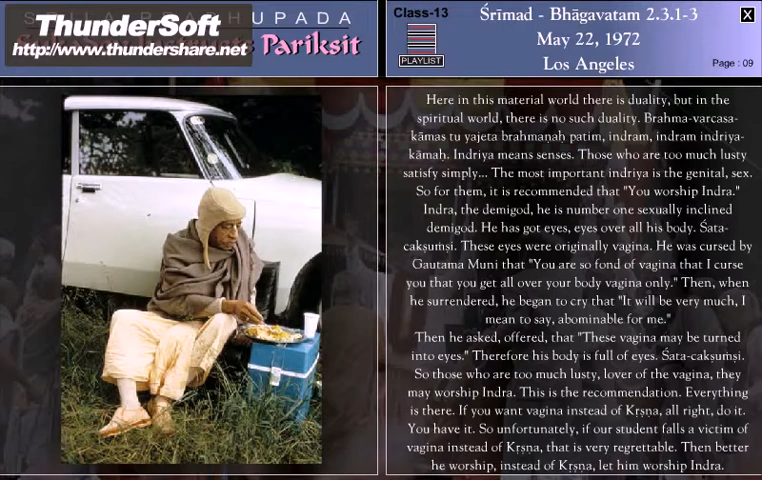 SRILA PRABHUPADA
ThunderSoft
http://www.thundershare.net
Pariksit
Class-13
PLAYLIST
Śrīmad - Bhāgavatam 2.3.1-3
May 22, 1972
Los Angeles
X
Page : 09
Here in this material world there is duality, but in the
spiritual world, there is no such duality. Brahma-varcasa-
kāmas tu yajeta brahmaṇaḥ patim, indram, indram indriya-
kāmaḥ. Indriya means senses. Those who are too much lusty
satisfy simply... The most important indriya is the genital, sex.
So for them, it is recommended that "You worship Indra."
Indra, the demigod, he is number one sexually inclined
demigod. He has got eyes, eyes over all his body. Śata-
cakṣumṣi. These eyes were originally vagina. He was cursed by
Gautama Muni that "You are so fond of vagina that I curse
you that you get all over your body vagina only." Then, when
he surrendered, he began to cry that "It will be very much, I
mean to say, abominable for me."
Then he asked, offered, that "These vagina may be turned
into eyes." Therefore his body is full of eyes. Śata-cakṣumṣi.
So those who are too much lusty, lover of the vagina, they
may worship Indra. This is the recommendation. Everything
is there. If you want vagina instead of Kṛṣṇa, all right, do it.
You have it. So unfortunately, if our student falls a victim of
vagina instead of Kṛṣṇa, that is very regrettable. Then better
he worship, instead of Kṛṣṇa, let him worship Indra.